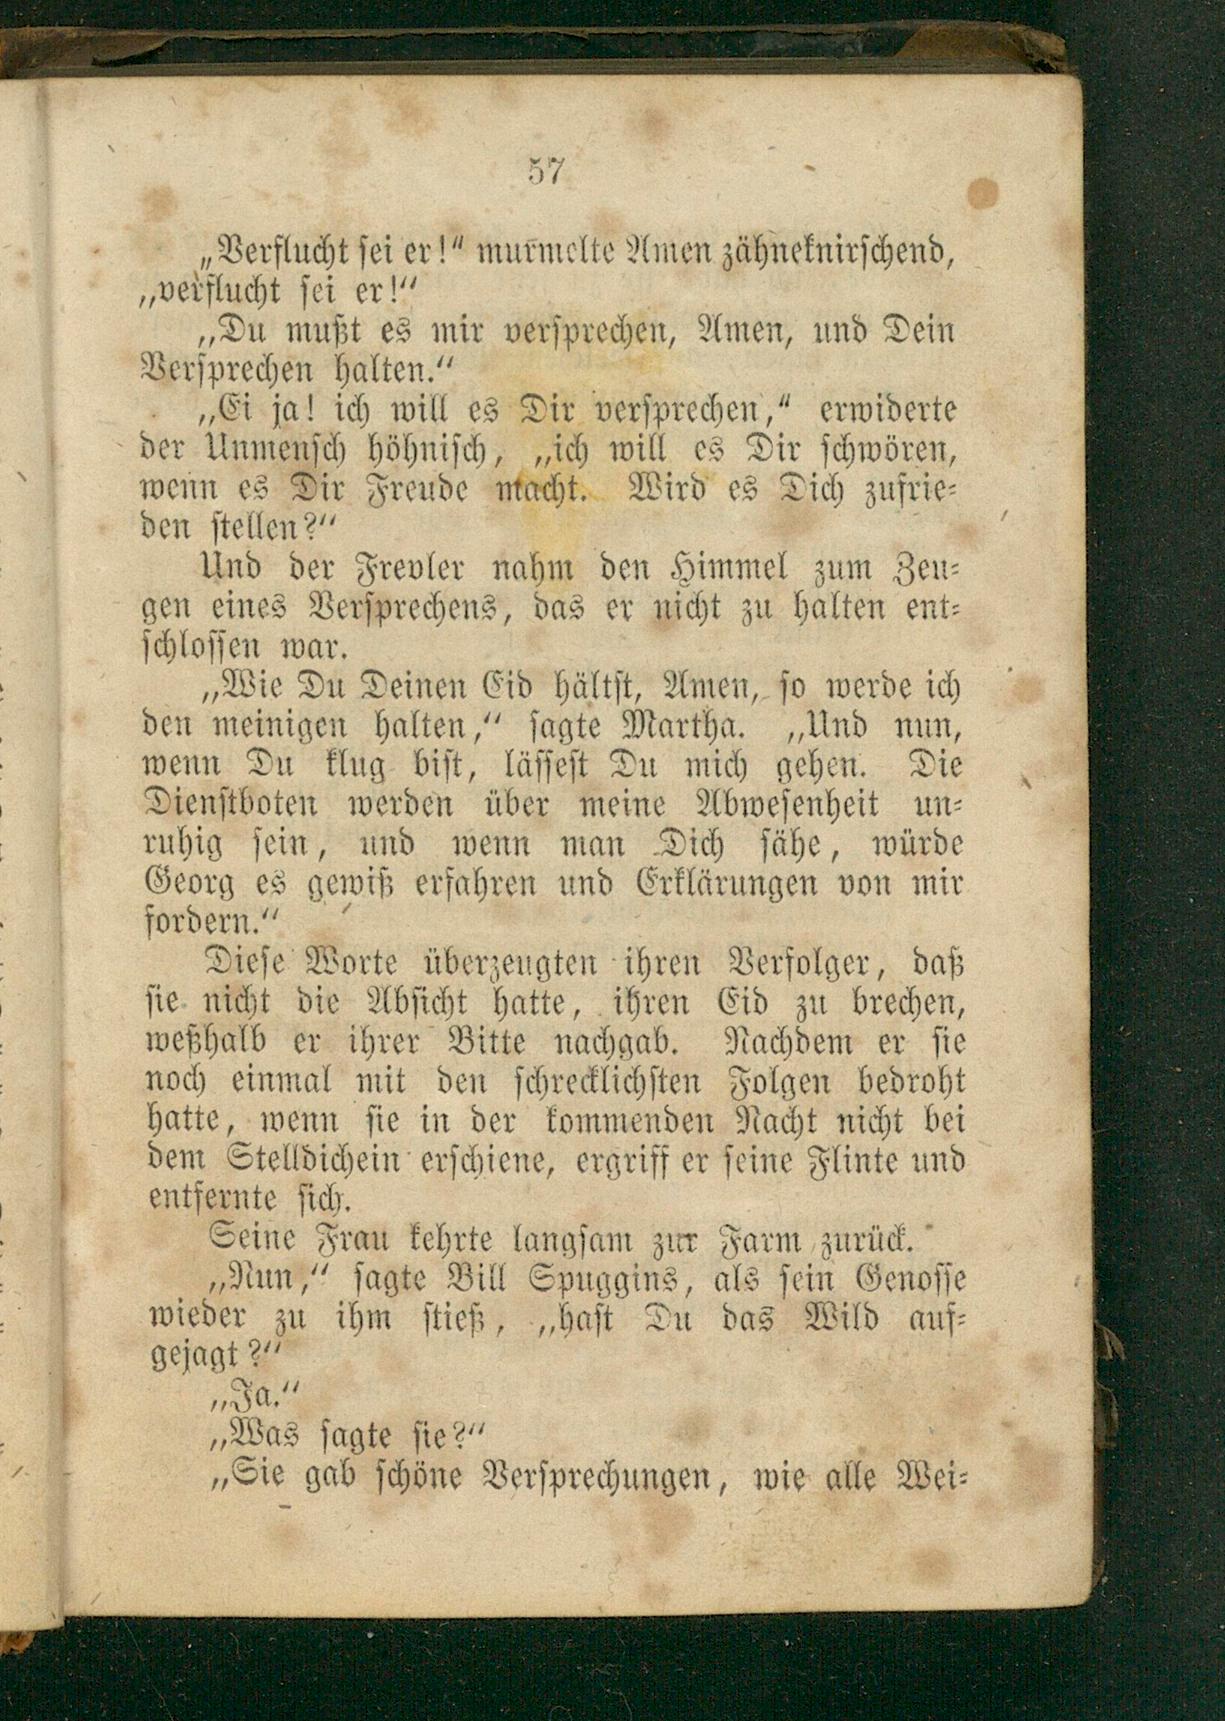 57
„Verflucht sei er!“ murmelte Amen zähneknirschend,
„verflucht sei er!“
„Du mußt es mir versprechen, Amen, und Dein
Versprechen halten.“
„Ei ja! ich will es Dir versprechen,“ erwiderte
der Unmensch höhnisch, „ich will es Dir schwören,
wenn es Dir Freude macht. Wird es Dich zufrie-
den stellen?“
Und der Frevler nahm den Himmel zum Zeu-
gen eines Versprechens, das er nicht zu halten ent-
schlossen war.
„Wie Du Deinen Eid hältst, Amen, so werde ich
den meinigen halten,“ sagte Martha. „Und nun,
wenn Du klug bist, lässest Du mich gehen. Die
Dienstboten werden über meine Abwesenheit un-
ruhig sein, und wenn man Dich sähe, würde
Georg es gewiß erfahren und Erklärungen von mir
fordern.“
Diese Worte überzeugten ihren Verfolger, daß
sie nicht die Absicht hatte, ihren Eid zu brechen,
weßhalb er ihrer Bitte nachgab. Nachdem er sie
noch einmal mit den schrecklichsten Folgen bedroht
hatte, wenn sie in der kommenden Nacht nicht bei
dem Stelldichein erschiene, ergriff er seine Flinte und
entfernte sich.
Seine Frau kehrte langsam zur Farm zurück.
„Nun,“ sagte Bill Spuggins, als sein Genosse
wieder zu ihm stieß, „hast Du das Wild auf-
gejagt?“
„Ja.“
„Was sagte sie?“
„Sie gab schöne Versprechungen, wie alle Wei-